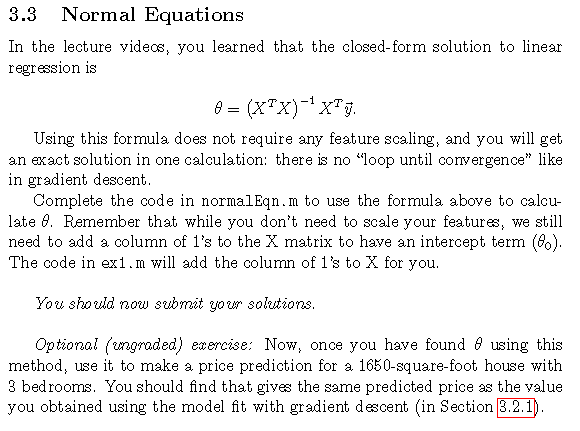 3.3 Normal Equations
In the lecture videos, you learned that the closed-form solution to linear
regression is
θ = (XᵀX)⁻¹ Xᵀy⃗.
Using this formula does not require any feature scaling, and you will get
an exact solution in one calculation: there is no “loop until convergence” like
in gradient descent.
Complete the code in normalEqn.m to use the formula above to calcu-
late θ. Remember that while you don't need to scale your features, we still
need to add a column of 1's to the X matrix to have an intercept term (θ₀).
The code in ex1.m will add the column of 1's to X for you.
You should now submit your solutions.
Optional (ungraded) exercise: Now, once you have found θ using this
method, use it to make a price prediction for a 1650-square-foot house with
3 bedrooms. You should find that gives the same predicted price as the value
you obtained using the model fit with gradient descent (in Section 3.2.1).